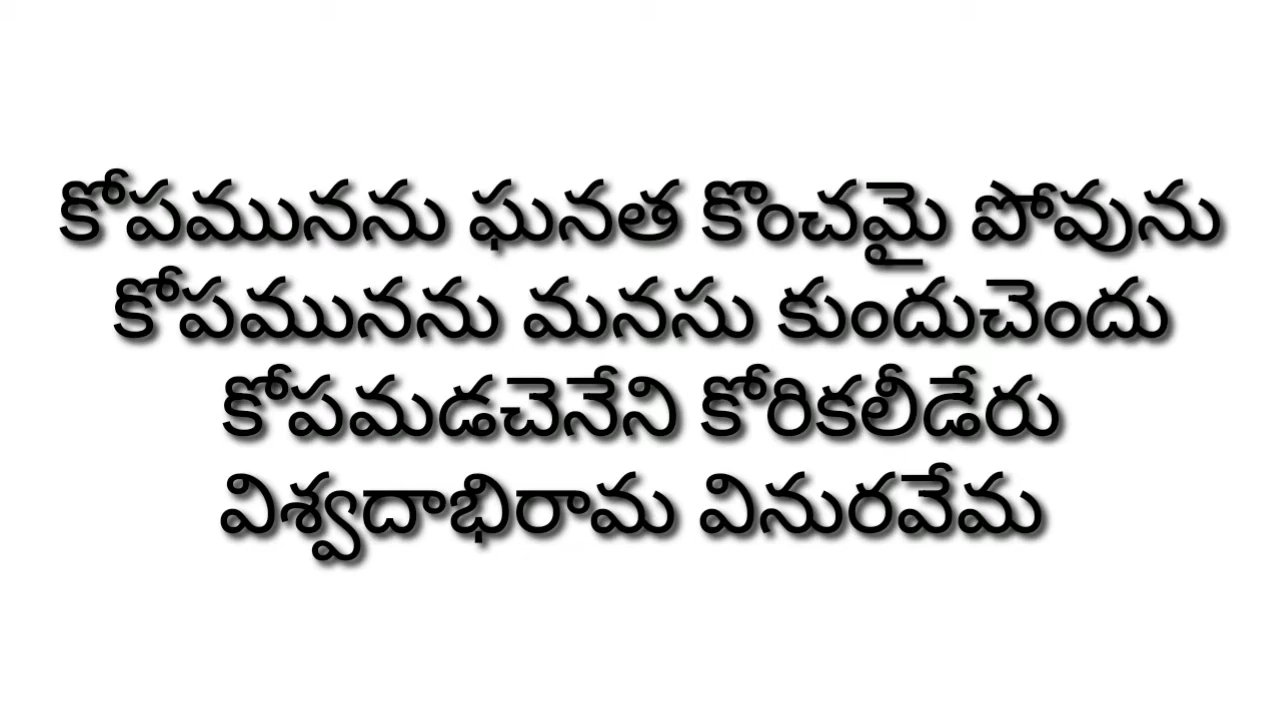 కోపమునను ఘనత కొంచమై పోవును
కోపమునను మనసు కుందుచెందు
కోపమడచెనేని కోరికలీడేరు
విశ్వదాభిరామ వినురవేమ